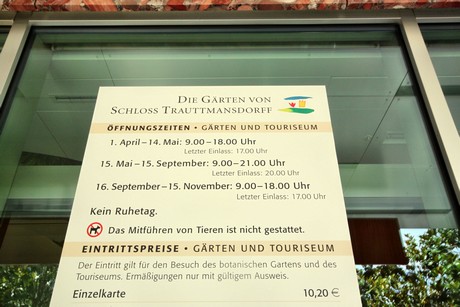 DIE GÄRTEN VON
SCHLOSS TRAUTTMANSDORFF
ÖFFNUNGSZEITEN • GÄRTEN UND TOURISEUM
1. April – 14. Mai: 9.00 – 18.00 Uhr
Letzter Einlass: 17.00 Uhr
15. Mai – 15. September: 9.00 – 21.00 Uhr
Letzter Einlass: 20.00 Uhr
16. September – 15. November: 9.00 – 18.00 Uhr
Letzter Einlass: 17.00 Uhr
Kein Ruhetag.
Das Mitführen von Tieren ist nicht gestattet.
EINTRITTSPREISE • GÄRTEN UND TOURISEUM
Der Eintritt gilt für den Besuch des botanischen Gartens und des
Touriseums. Ermäßigungen nur mit gültigem Ausweis.
Einzelkarte 10,20 €